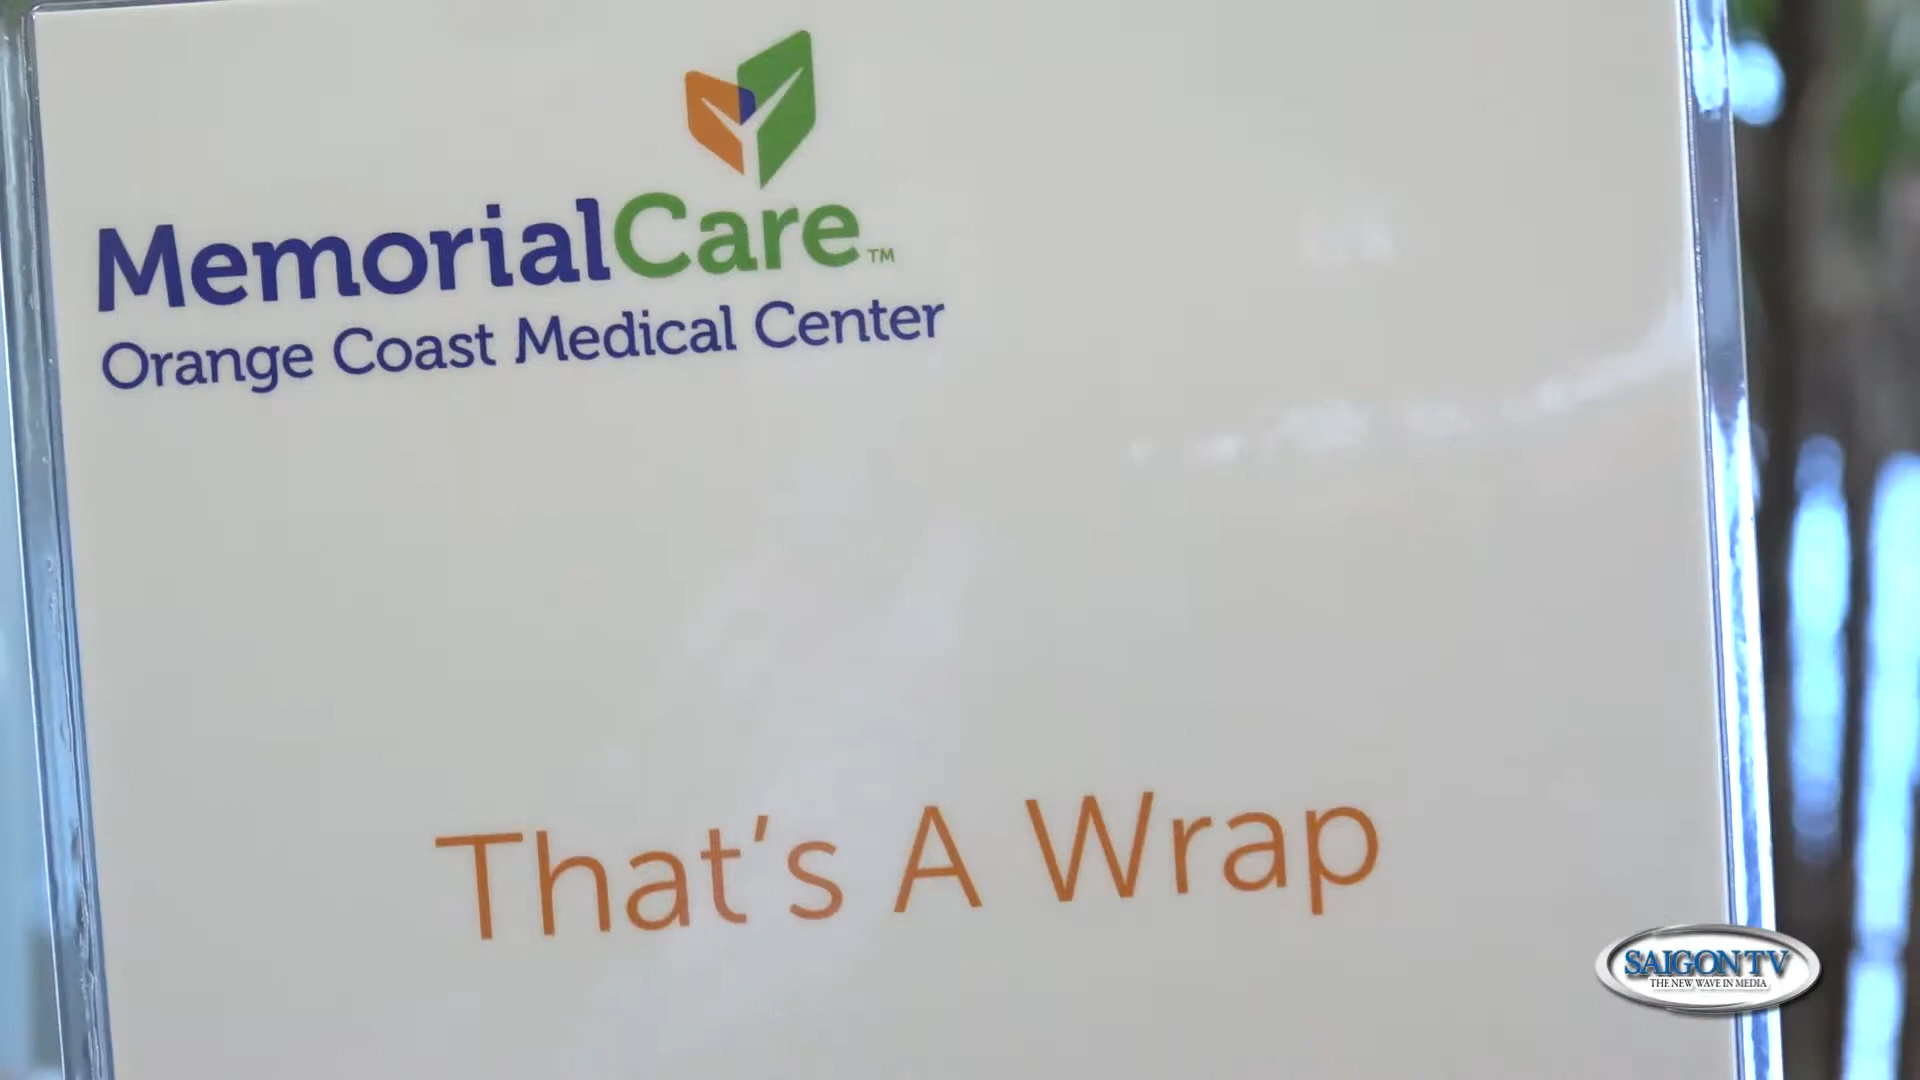 MemorialCare™
Orange Coast Medical Center
That's A Wrap
SAIGON TV
THE NEW WAVE IN MEDIA